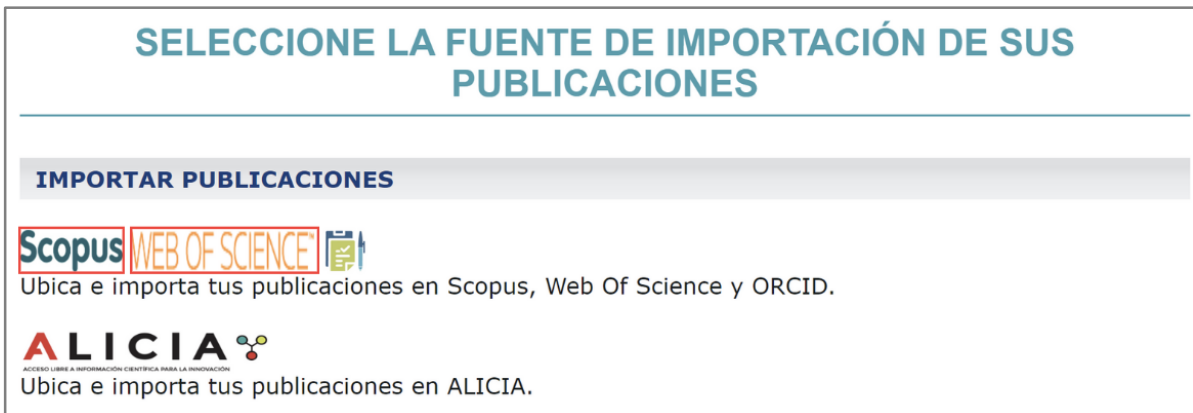 SELECCIONE LA FUENTE DE IMPORTACIÓN DE SUS
PUBLICACIONES
IMPORTAR PUBLICACIONES
Scopus WEB OF SCIENCE™
Ubica e importa tus publicaciones en Scopus, Web Of Science y ORCID.
ALICIA
ACCESO LIBRE A INFORMACIÓN CIENTÍFICA PARA LA INNOVACIÓN
Ubica e importa tus publicaciones en ALICIA.